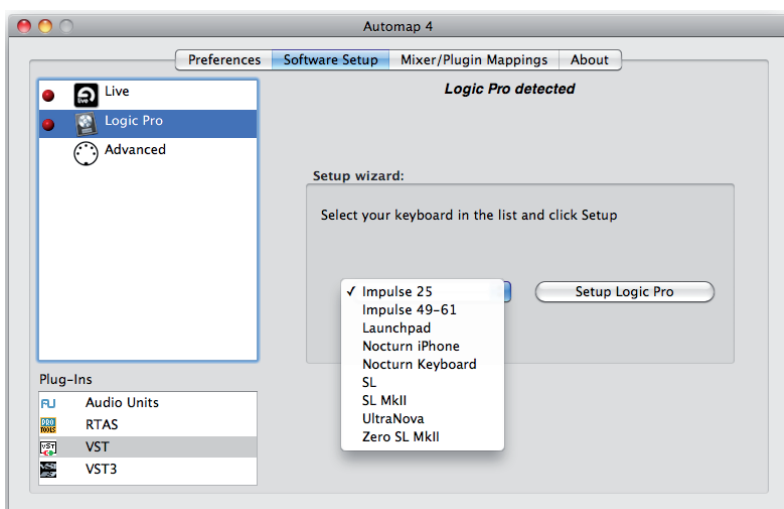 Automap 4
Preferences Software Setup Mixer/Plugin Mappings About
Live
Logic Pro
Advanced
Logic Pro detected
Setup wizard:
Select your keyboard in the list and click Setup
✓ Impulse 25
Impulse 49-61
Launchpad
Nocturn iPhone
Nocturn Keyboard
SL
SL MkII
UltraNova
Zero SL MkII
Setup Logic Pro
Plug-Ins
Audio Units
RTAS
VST
VST3